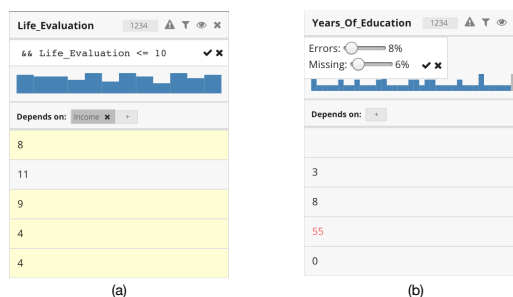 Life_Evaluation 1234
&& Life_Evaluation <= 10
Depends on: Income +
8
11
9
4
4
(a)
Years_Of_Education 1234
Errors: 8%
Missing: 6%
Depends on: +
3
8
55
0
(b)